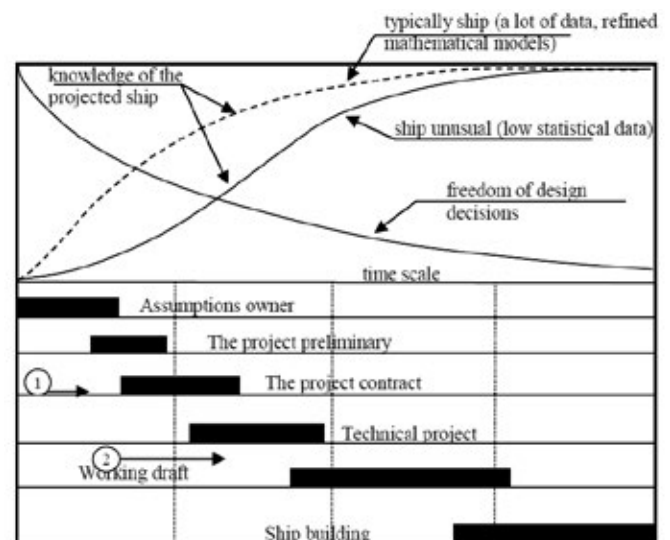 typically ship (a lot of data, refined
mathematical models)
knowledge of the
projected ship
ship unusual (low statistical data)
freedom of design
decisions
time scale
Assumptions owner
The project preliminary
1
The project contract
Technical project
2
Working draft
Ship building